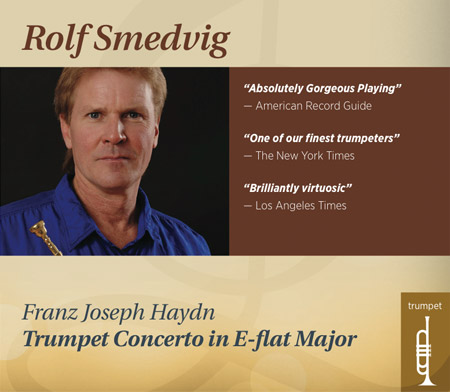 Rolf Smedvig
“Absolutely Gorgeous Playing”
— American Record Guide
“One of our finest trumpeters”
— The New York Times
“Brilliantly virtuosic”
— Los Angeles Times
Franz Joseph Haydn
Trumpet Concerto in E-flat Major
trumpet